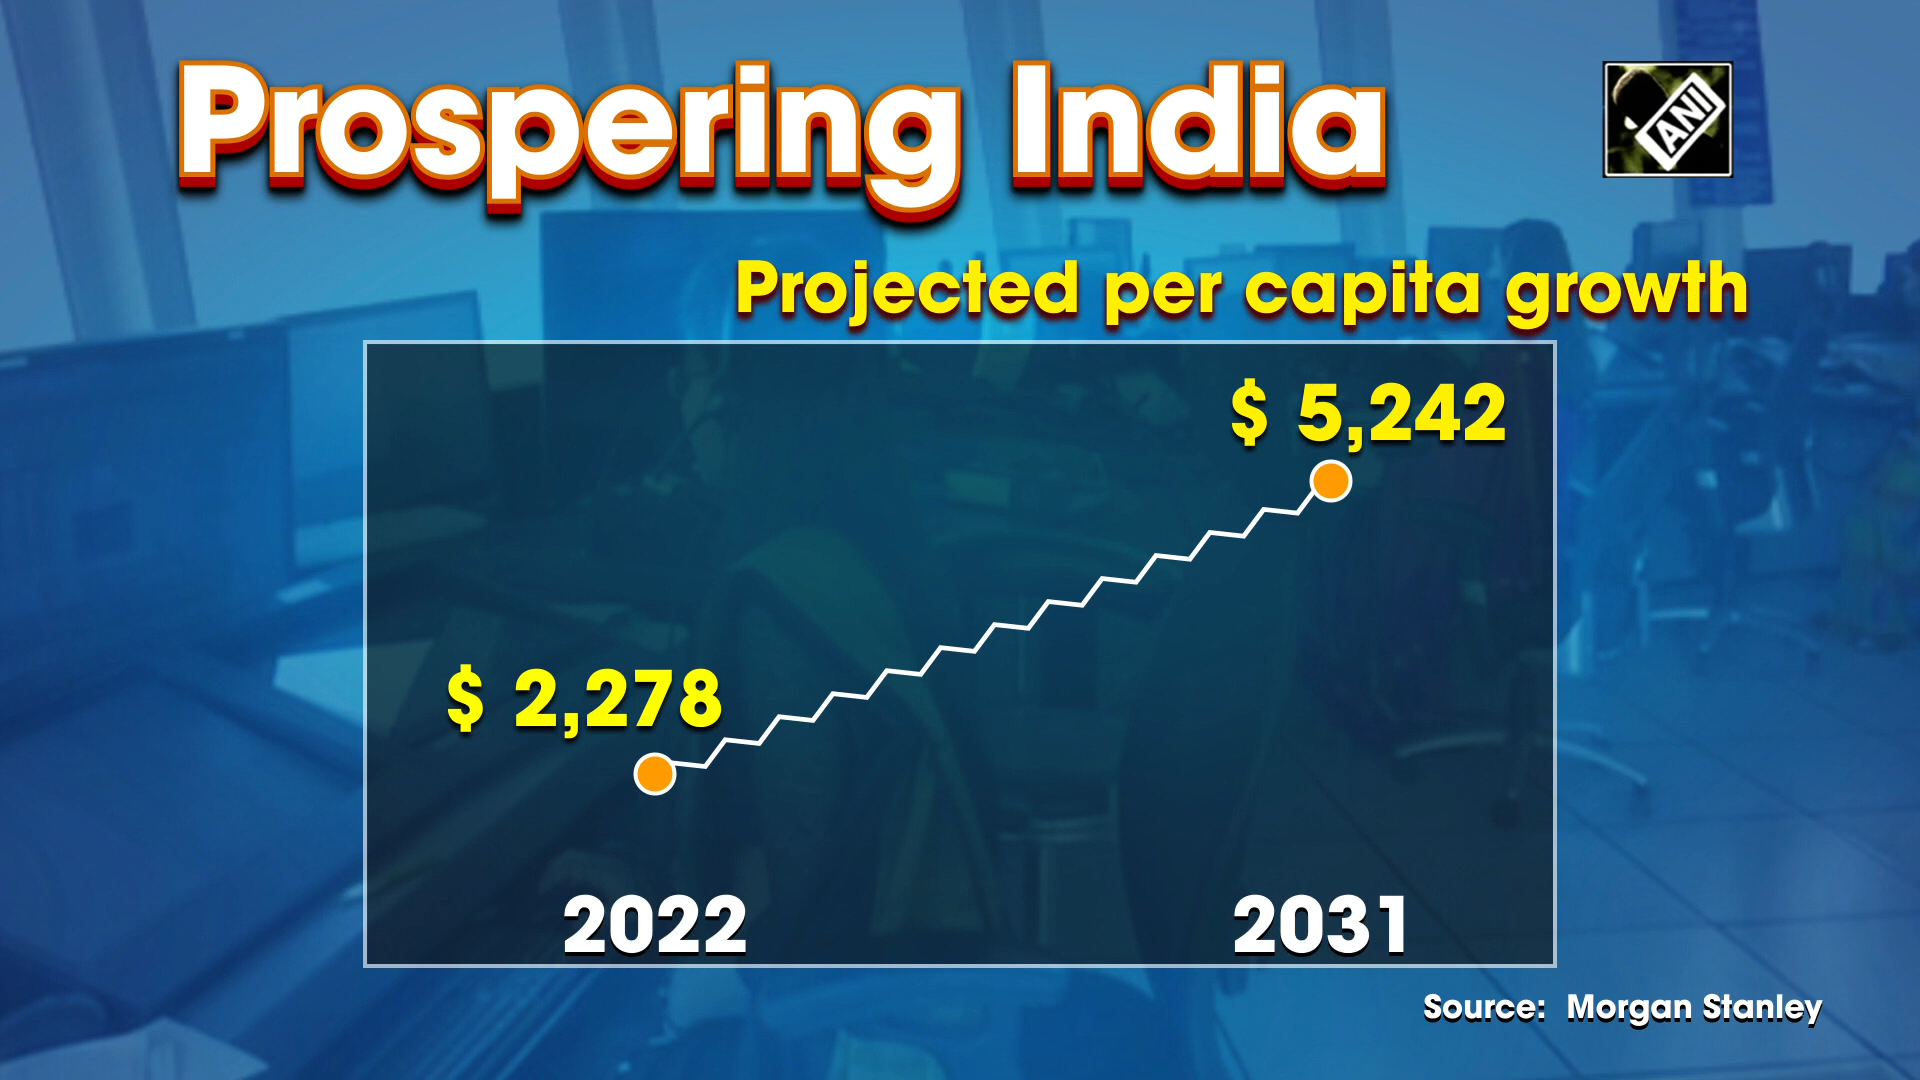 Prospering India
ANI
Projected per capita growth
$ 5,242
$ 2,278
2022 2031
Source: Morgan Stanley